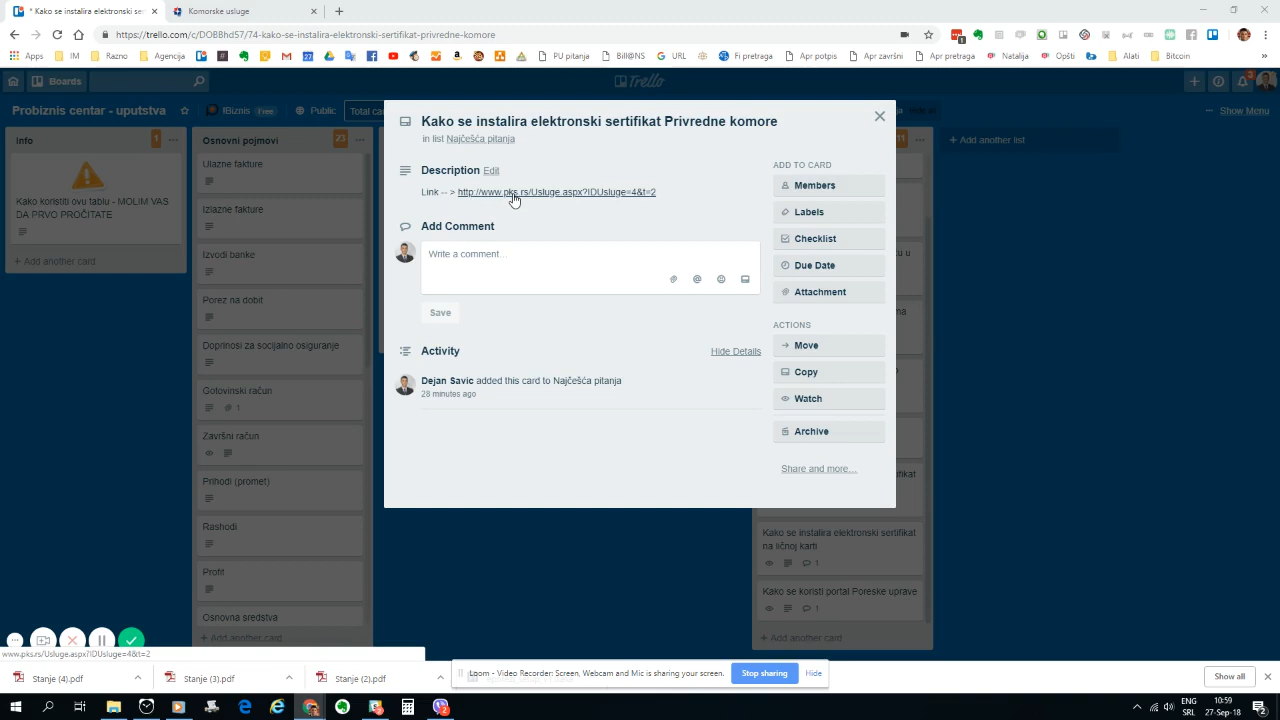 * Kako se instalira elektronski ser
Komorske usluge
https://trello.com/c/DOBBhd57/74-kako-se-instalira-elektronski-sertifikat-privredne-komore
Apps
IM
Razno
Agencija
PU pitanja
Bill@NS
URL
Fi pretraga
Apr potpis
Apr završni
Apr pretraga
Natalija
Opšti
Alati
Bitcoin
Boards
Trello
Probiznis centar - uputstva
IBiznis Free
Public
Total car
Show Menu
Info 1
Kako koristiti ovu tablu - MOLIM VAS
DA PRVO PROČITATE
+ Add another card
Osnovni pojmovi 23
Ulazne fakture
Izlazne fakture
Izvodi banke
Porez na dobit
Doprinosi za socijalno osiguranje
Gotovinski račun
1
Završni račun
Prihodi (promet)
Rashodi
Profit
Osnovna sredstva
+ Add another card
Kako se instalira elektronski sertifikat Privredne komore
in list Najčešća pitanja
Description Edit
Link -- > http://www.pks.rs/Usluge.aspx?IDUsluge=4&t=2
Add Comment
Write a comment…
Save
Activity
Hide Details
Dejan Savic added this card to Najčešća pitanja
28 minutes ago
ADD TO CARD
Members
Labels
Checklist
Due Date
Attachment
ACTIONS
Move
Copy
Watch
Archive
Share and more…
11
+ Add another list
Kako se instalira elektronski sertifikat
na ličnoj karti
1
Kako se koristi portal Poreske uprave
1
+ Add another card
www.pks.rs/Usluge.aspx?IDUsluge=4&t=2
Stanje (4).pdf
Stanje (3).pdf
Stanje (2).pdf
Loom - Video Recorder: Screen, Webcam and Mic is sharing your screen.
Stop sharing
Hide
Show all
ENG
SRL
10:59
27-Sep-18
2